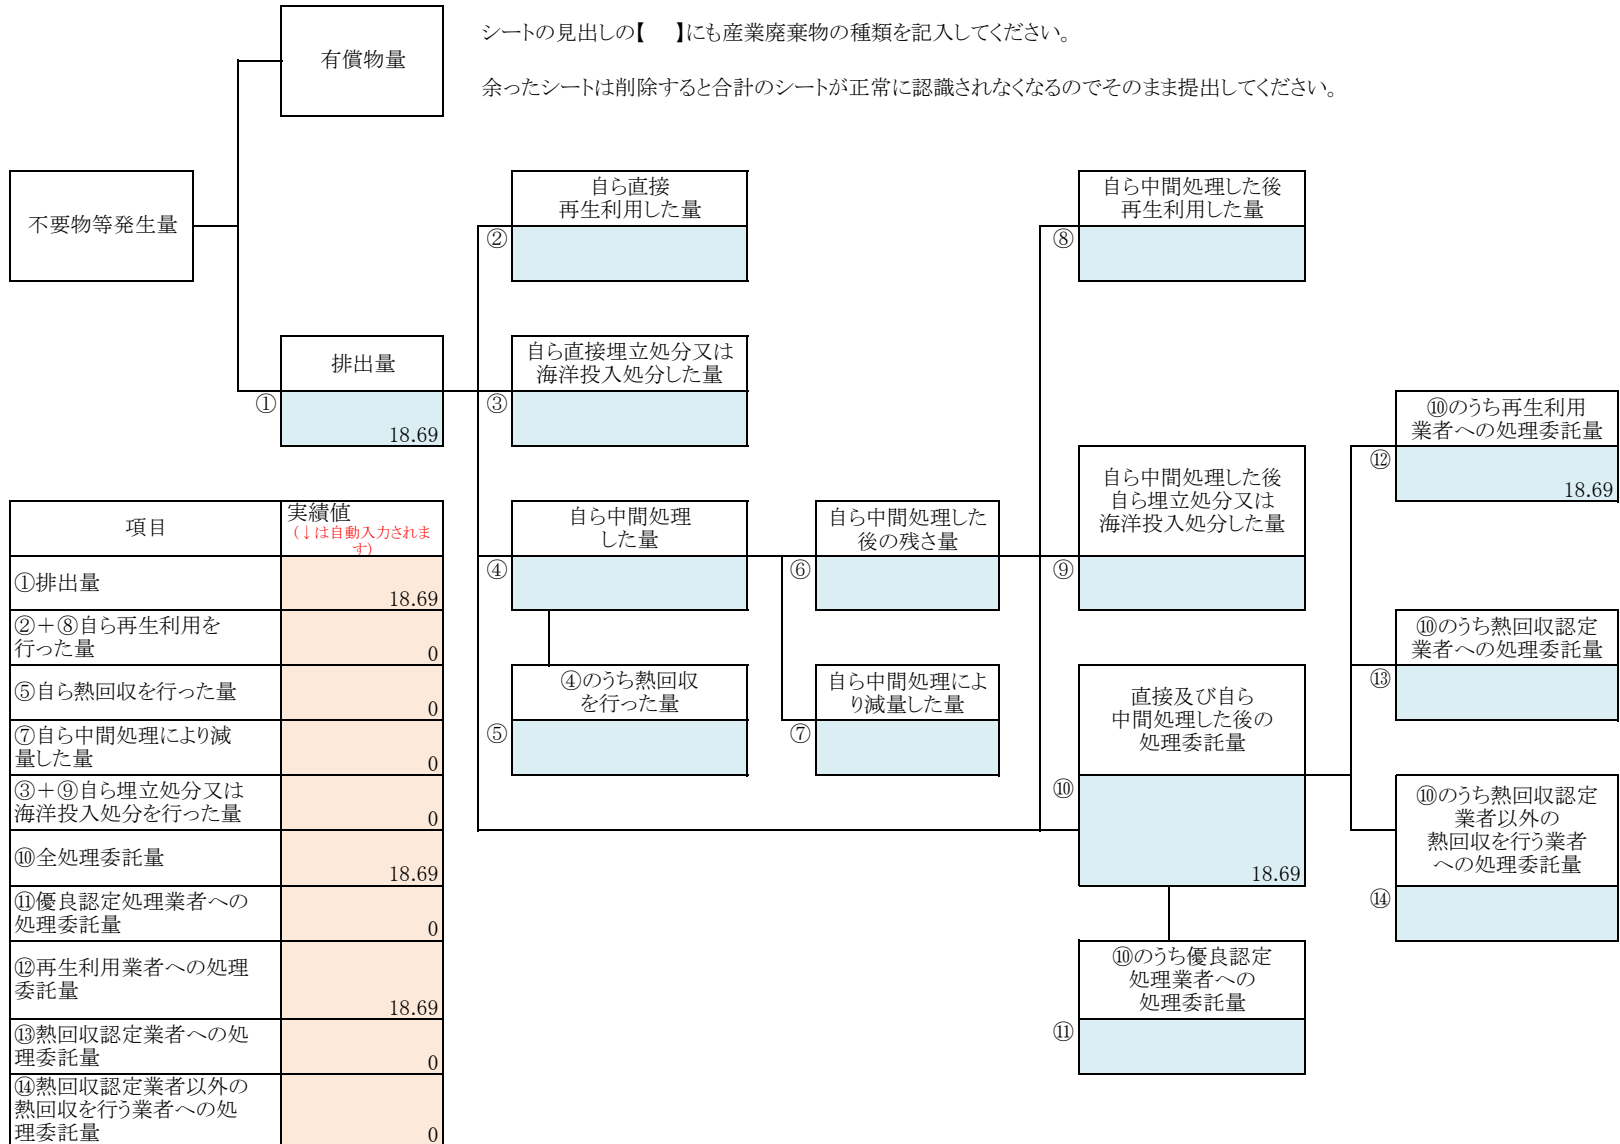 有償物量
シートの見出しの【　】にも産業廃棄物の種類を記入してください。
余ったシートは削除すると合計のシートが正常に認識されなくなるのでそのまま提出してください。
不要物等発生量
自ら直接
再生利用した量
②
自ら中間処理した後
再生利用した量
⑧
排出量
①
18.69
自ら直接埋立処分又は
海洋投入処分した量
③
⑩のうち再生利用
業者への処理委託量
⑫
18.69
自ら中間処理
した量
④
自ら中間処理した
後の残さ量
⑥
自ら中間処理した後
自ら埋立処分又は
海洋投入処分した量
⑨
④のうち熱回収
を行った量
⑤
自ら中間処理によ
り減量した量
⑦
直接及び自ら
中間処理した後の
処理委託量
⑩
18.69
⑩のうち熱回収認定
業者への処理委託量
⑬
⑩のうち熱回収認定
業者以外の
熱回収を行う業者
への処理委託量
⑭
⑩のうち優良認定
処理業者への
処理委託量
⑪
項目
実績値
(↓は自動入力されま
す)
①排出量
18.69
②＋⑧自ら再生利用を
行った量
0
⑤自ら熱回収を行った量
0
⑦自ら中間処理により減
量した量
0
③＋⑨自ら埋立処分又は
海洋投入処分を行った量
0
⑩全処理委託量
18.69
⑪優良認定処理業者への
処理委託量
0
⑫再生利用業者への処理
委託量
18.69
⑬熱回収認定業者への処
理委託量
0
⑭熱回収認定業者以外の
熱回収を行う業者への処
理委託量
0